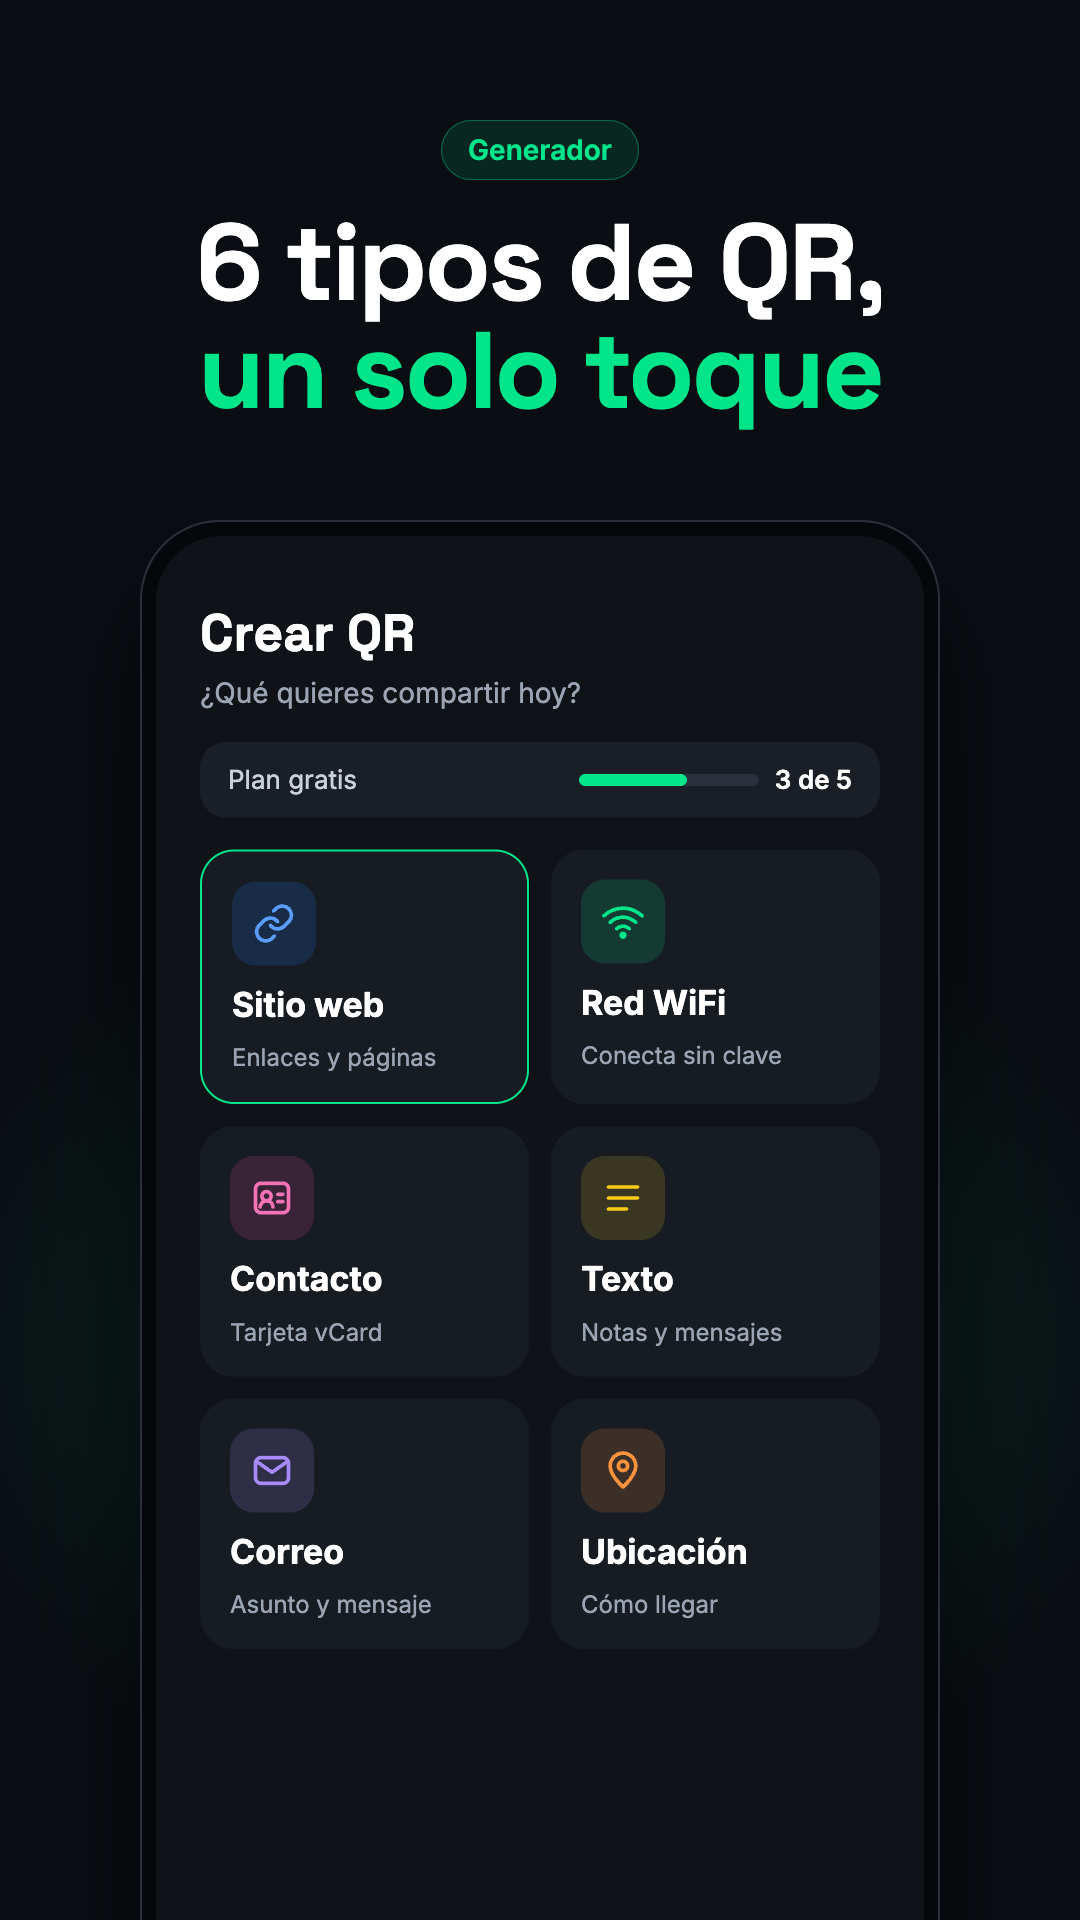 Generador
6 tipos de QR,
un solo toque
Crear QR
¿Qué quieres compartir hoy?
Plan gratis 3 de 5
Sitio web
Enlaces y páginas
Red WiFi
Conecta sin clave
Contacto
Tarjeta vCard
Texto
Notas y mensajes
Correo
Asunto y mensaje
Ubicación
Cómo llegar